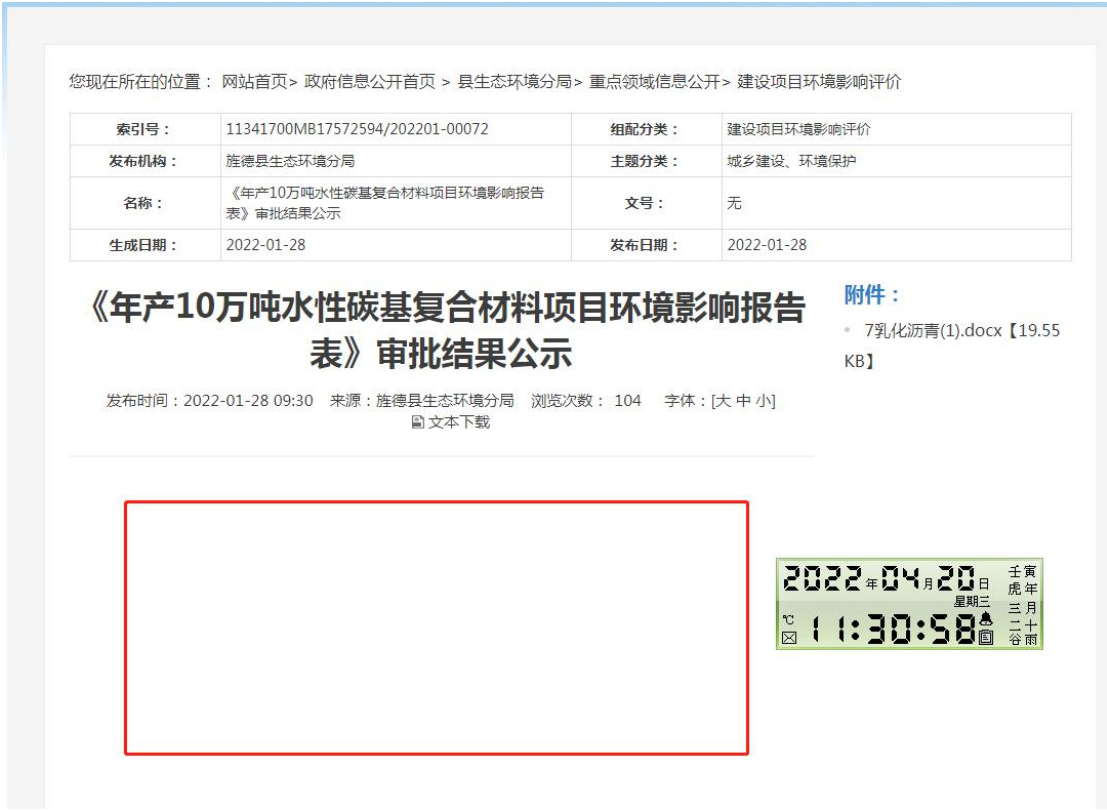 您现在所在的位置： 网站首页> 政府信息公开首页 > 县生态环境分局> 重点领域信息公开> 建设项目环境影响评价
索引号： 11341700MB17572594/202201-00072 组配分类： 建设项目环境影响评价
发布机构： 旌德县生态环境分局 主题分类： 城乡建设、环境保护
名称： 《年产10万吨水性碳基复合材料项目环境影响报告
表》审批结果公示 文号： 无
生成日期： 2022-01-28 发布日期： 2022-01-28
《年产10万吨水性碳基复合材料项目环境影响报告
表》审批结果公示
发布时间：2022-01-28 09:30 来源：旌德县生态环境分局 浏览次数： 104 字体：[大 中 小]
文本下载
附件：
7乳化沥青(1).docx【19.55
KB】
2022年04月20日
星期三
℃ 11:30:58
壬寅
虎年
三月
二十
谷雨